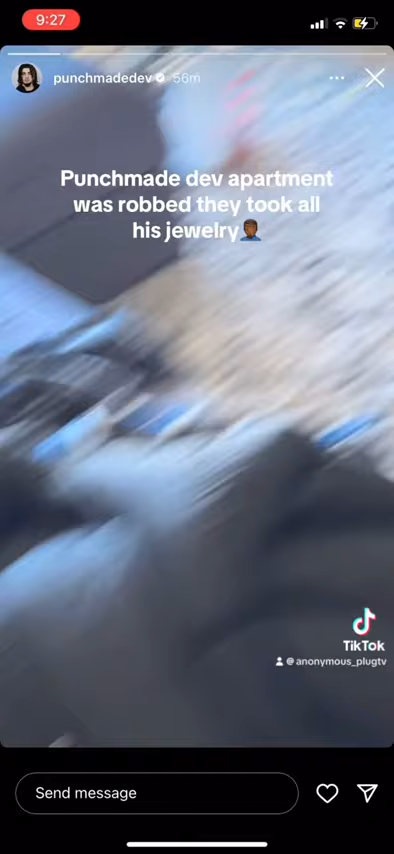 9:27
punchmadedev 56m
Punchmade dev apartment
was robbed they took all
his jewelry🤦🏾‍♂️
TikTok
@anonymous_plugtv
Send message